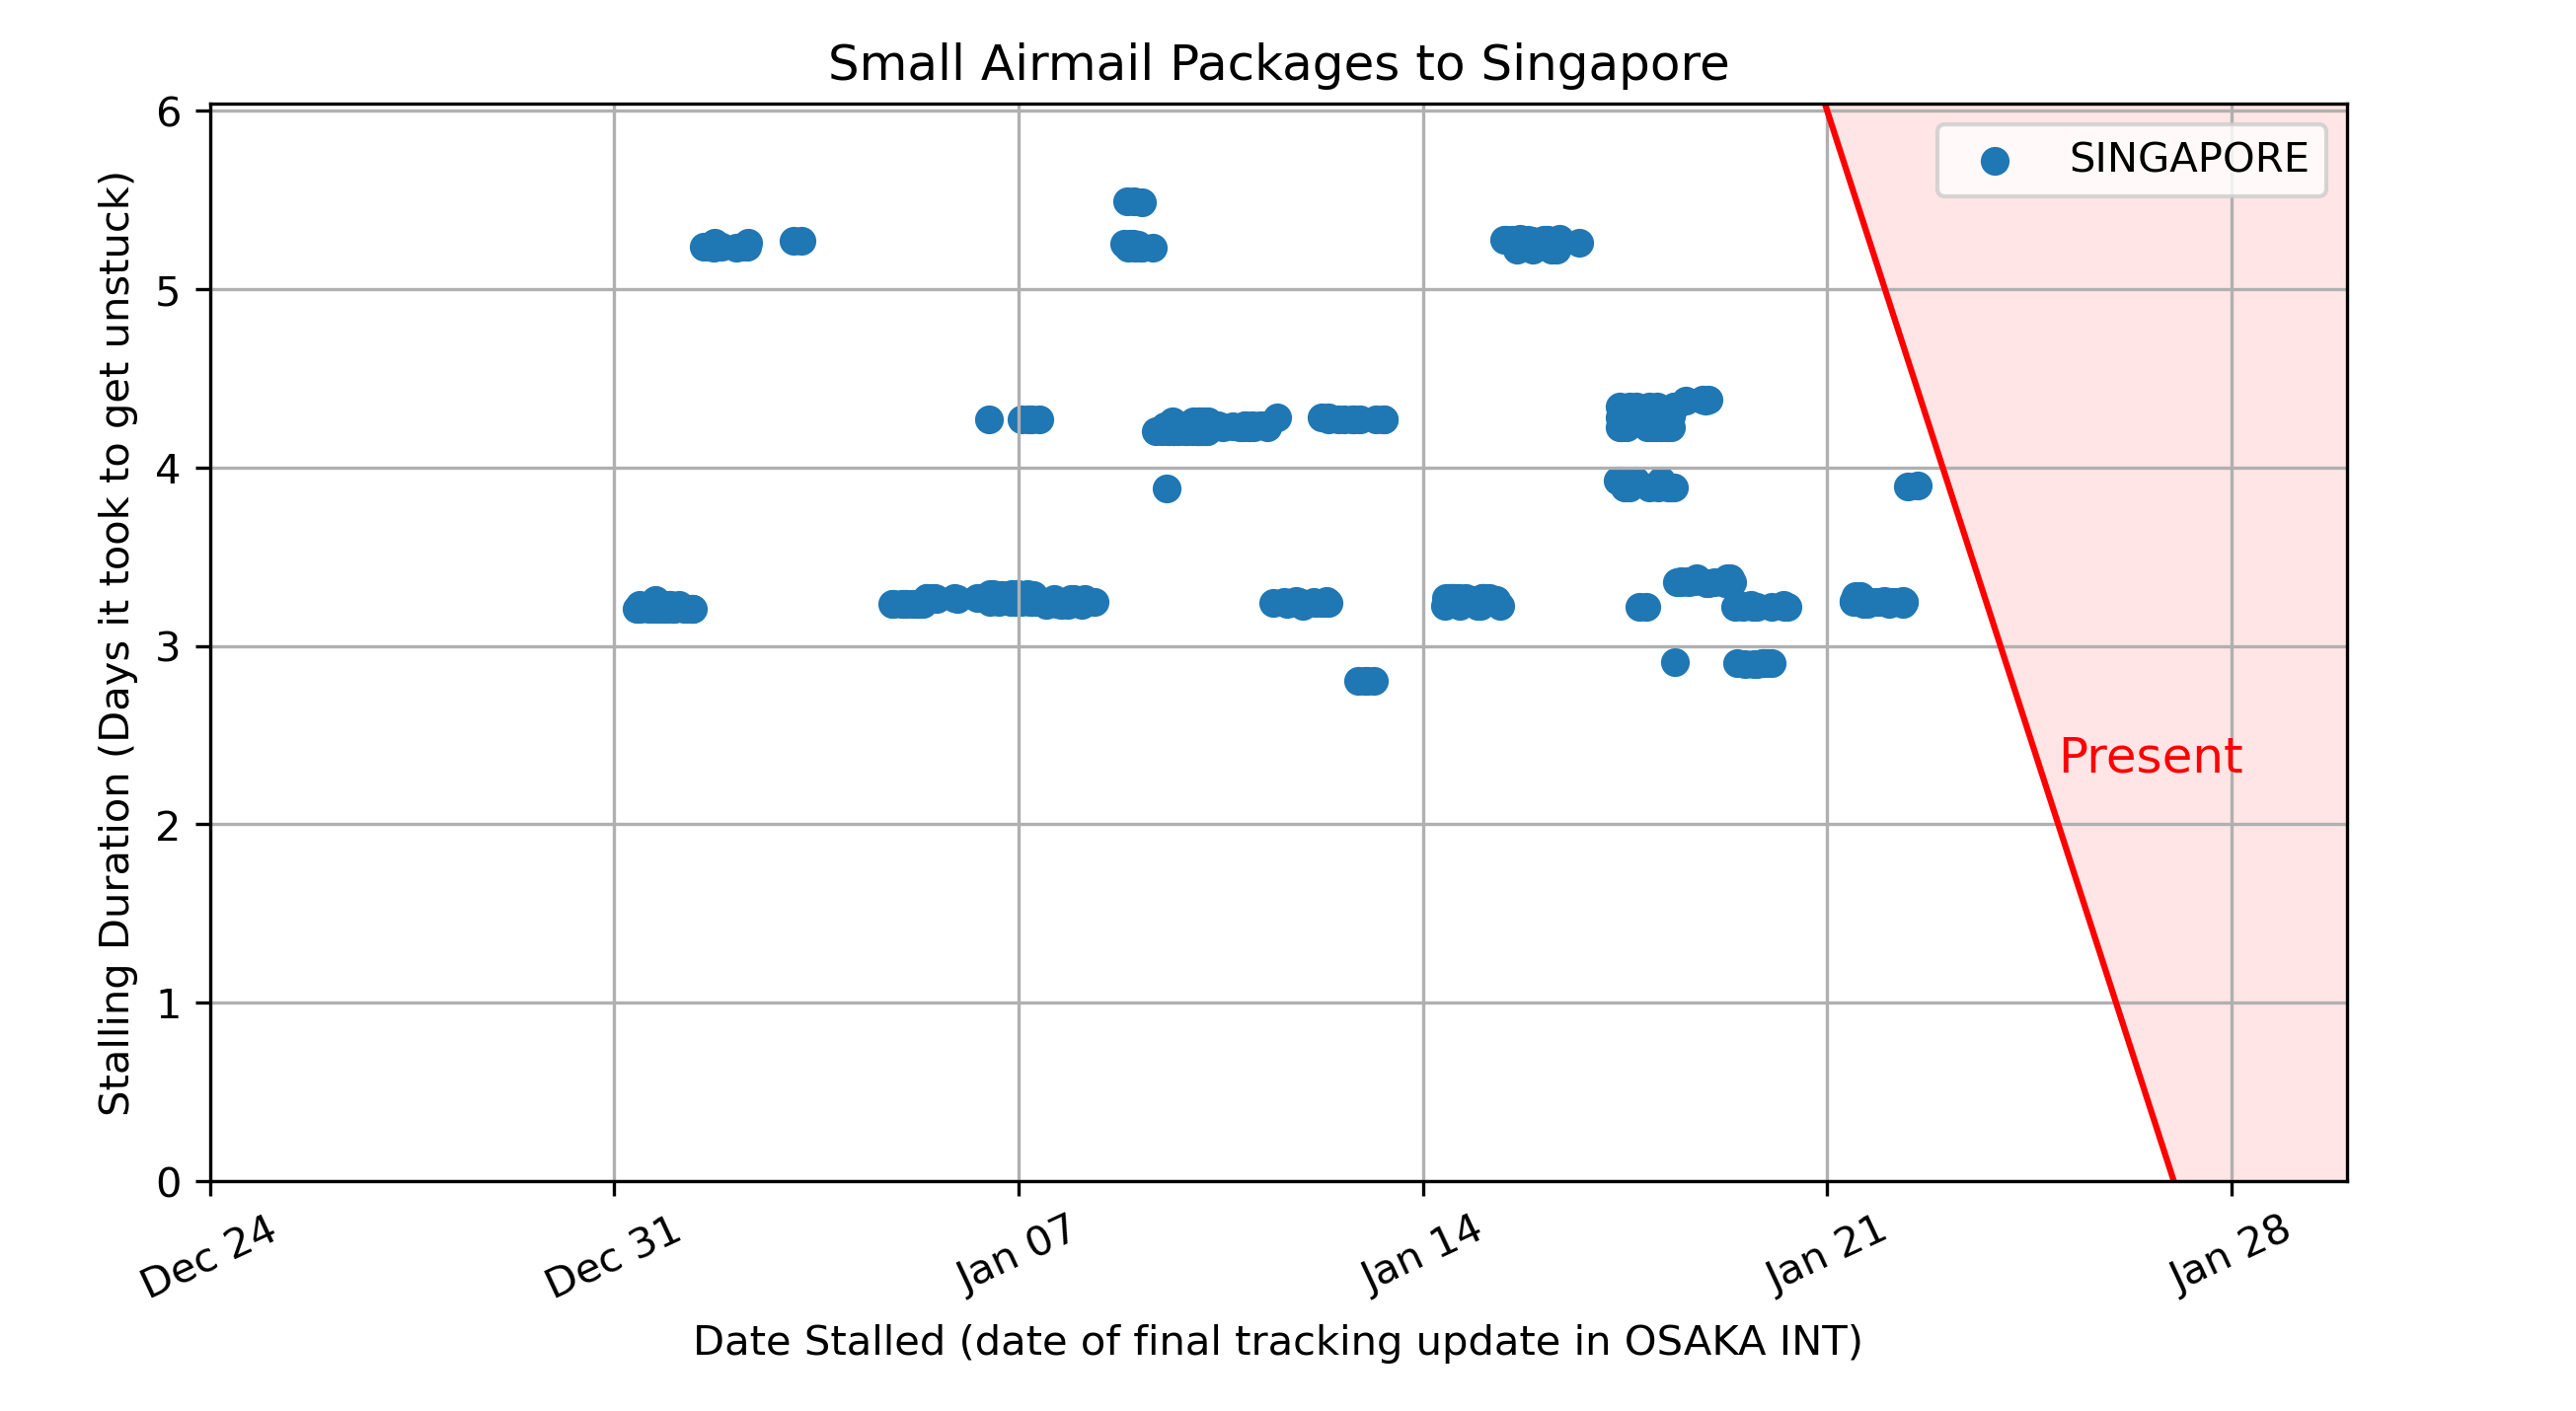 Small Airmail Packages to Singapore
SINGAPORE
Stalling Duration (Days it took to get unstuck)
6
5
4
3
2
1
0
Present
Dec 24
Dec 31
Jan 07
Jan 14
Jan 21
Jan 28
Date Stalled (date of final tracking update in OSAKA INT)